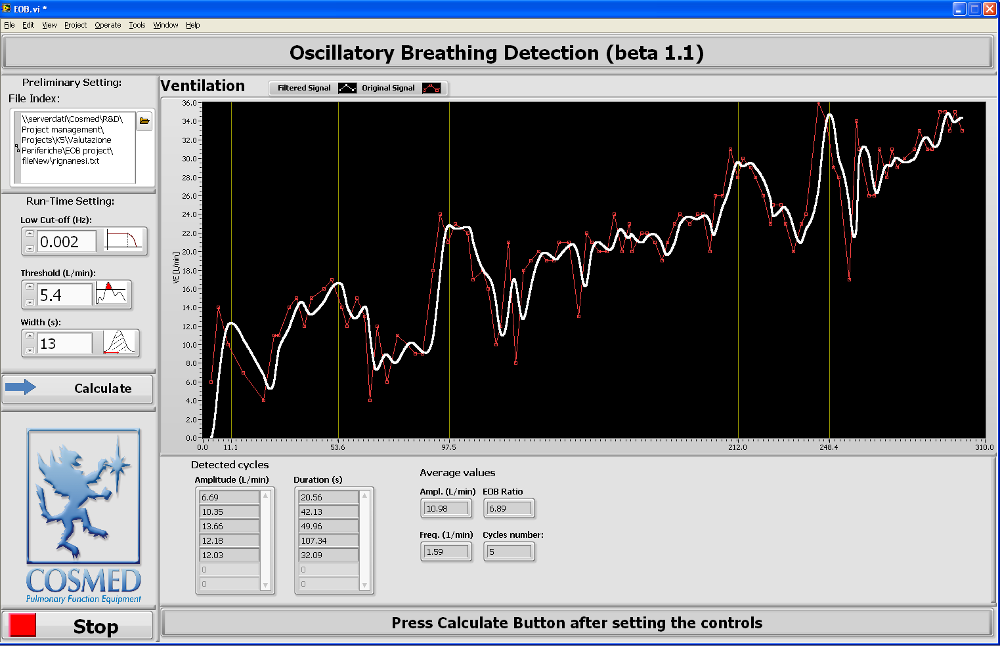 EOB.vi *
File Edit View Project Operate Tools Window Help
Oscillatory Breathing Detection (beta 1.1)
Preliminary Setting:
File Index:
\\serverdati\Cosmed\R&D\
Project management\
Projects\K5\Valutazione
Periferiche\EOB project\
fileNew\rignanesi.txt
Run-Time Setting:
Low Cut-off (Hz):
0.002
Threshold (L/min):
5.4
Width (s):
13
Calculate
COSMED
Pulmonary Function Equipment
Stop
Ventilation
Filtered Signal Original Signal
36.0
34.0
32.0
30.0
28.0
26.0
24.0
22.0
20.0
18.0
16.0
14.0
12.0
10.0
8.0
6.0
4.0
2.0
0.0
VE [L/min]
0.0 11.1 53.6 97.5 212.0 248.4 310.0
Detected cycles
Amplitude (L/min) Duration (s)
6.69 20.56
10.35 42.13
13.66 49.96
12.18 107.34
12.03 32.09
0 0
0 0
Average values
Ampl. (L/min) EOB Ratio
10.98 6.89
Freq. (1/min) Cycles number:
1.59 5
Press Calculate Button after setting the controls